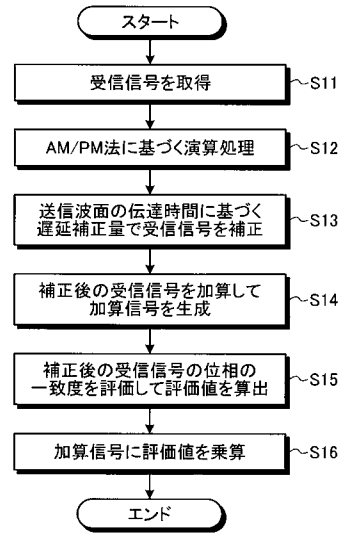 スタート
受信信号を取得
S11
AM/PM法に基づく演算処理
S12
送信波面の伝達時間に基づく
遅延補正量で受信信号を補正
S13
補正後の受信信号を加算して
加算信号を生成
S14
補正後の受信信号の位相の
一致度を評価して評価値を算出
S15
加算信号に評価値を乗算
S16
エンド